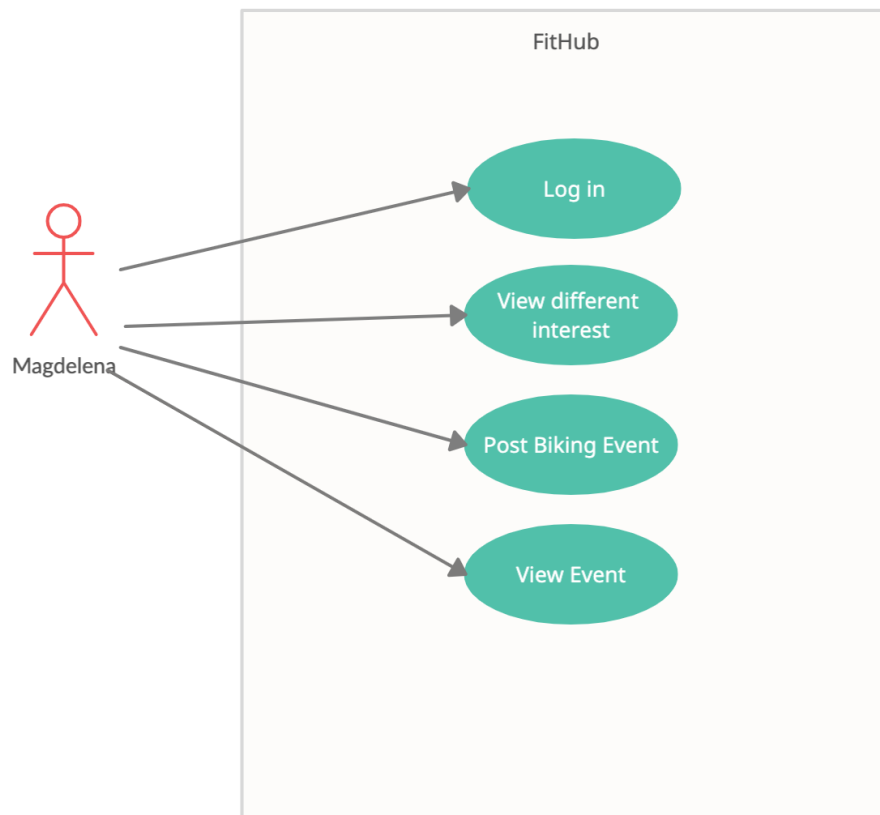 FitHub
Log in
View different
interest
Magdelena
Post Biking Event
View Event